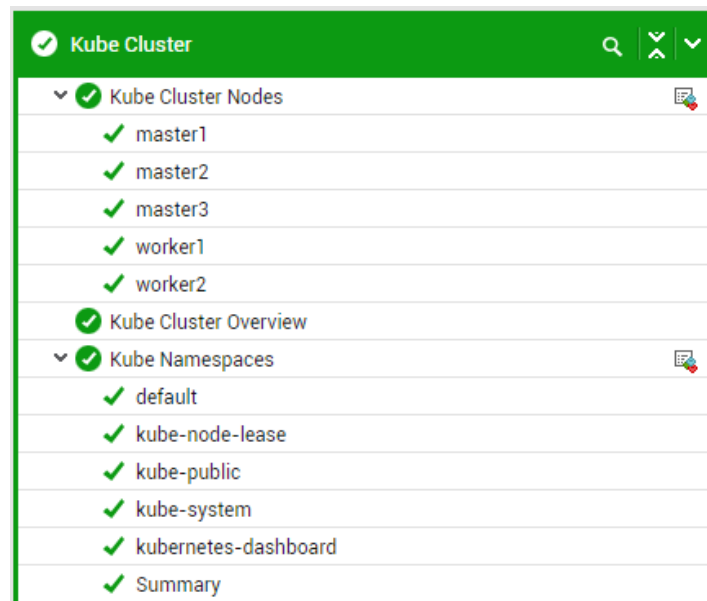 Kube Cluster
Kube Cluster Nodes
master1
master2
master3
worker1
worker2
Kube Cluster Overview
Kube Namespaces
default
kube-node-lease
kube-public
kube-system
kubernetes-dashboard
Summary